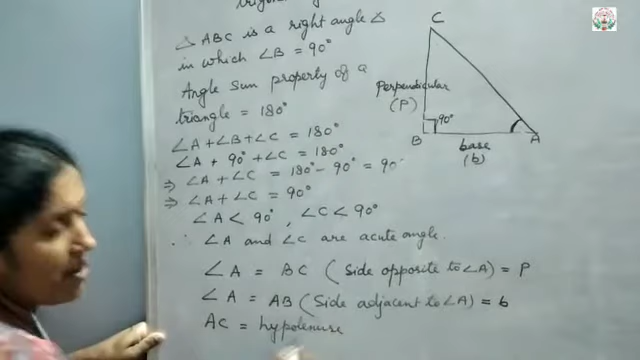 △ ABC is a right angle △
in which ∠B = 90°
Angle sum property of a
triangle = 180°
∠A + ∠B + ∠C = 180°
∠A + 90° + ∠C = 180°
⇒ ∠A + ∠C = 180° - 90° = 90°
⇒ ∠A + ∠C = 90°
∠A < 90° , ∠C < 90°
∴ ∠A and ∠C are acute angle.
∠A = BC (Side opposite to ∠A) = P
∠A = AB (Side adjacent to ∠A) = b
AC = hypotenuse
C
Perpendicular
(P)
90°
B
A
base
(b)